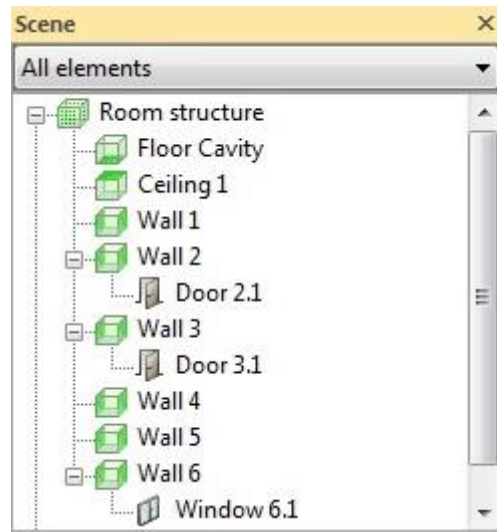 Scene
All elements
Room structure
Floor Cavity
Ceiling 1
Wall 1
Wall 2
Door 2.1
Wall 3
Door 3.1
Wall 4
Wall 5
Wall 6
Window 6.1